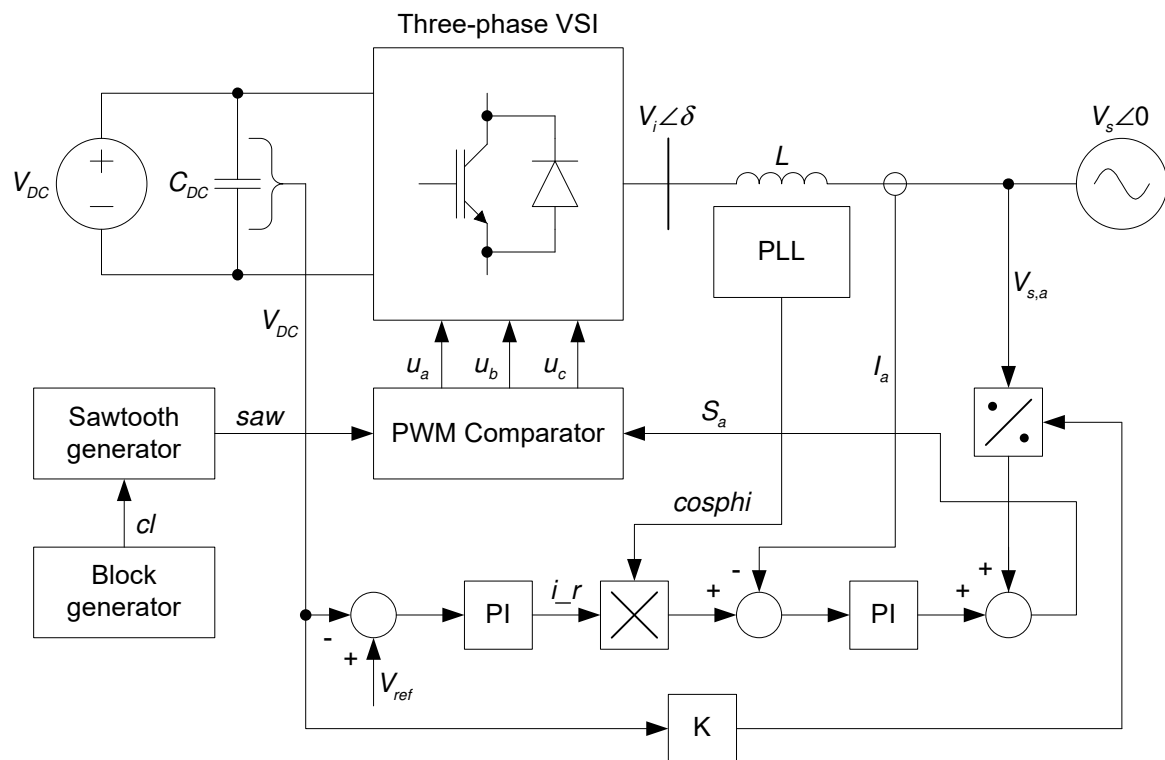 Three-phase VSI
V_i∠δ
V_s∠0
L
+
V_DC
−
C_DC
PLL
V_s,a
V_DC
u_a
u_b
u_c
I_a
Sawtooth
generator
saw
PWM Comparator
S_a
cl
cosphi
Block
generator
PI
i_r
+
-
PI
+
+
-
+
V_ref
K